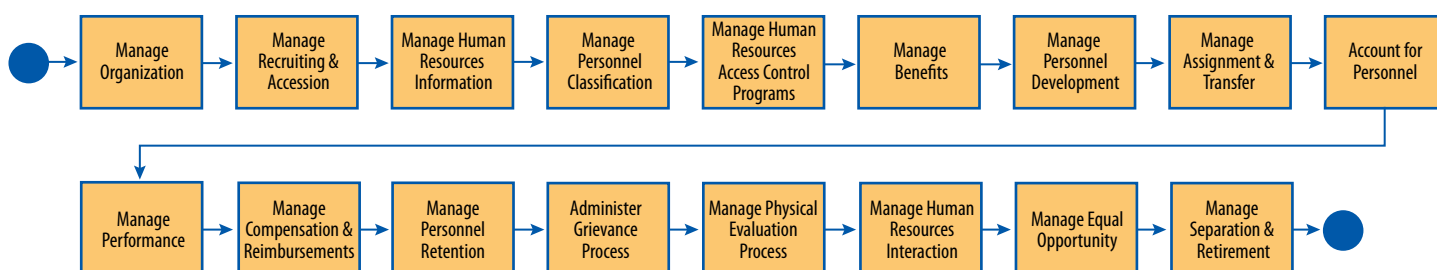 Manage
Organization
Manage
Recruiting &
Accession
Manage Human
Resources
Information
Manage
Personnel
Classification
Manage Human
Resources
Access Control
Programs
Manage
Benefits
Manage
Personnel
Development
Manage
Assignment &
Transfer
Account for
Personnel
Manage
Performance
Manage
Compensation &
Reimbursements
Manage
Personnel
Retention
Administer
Grievance
Process
Manage Physical
Evaluation
Process
Manage Human
Resources
Interaction
Manage Equal
Opportunity
Manage
Separation &
Retirement